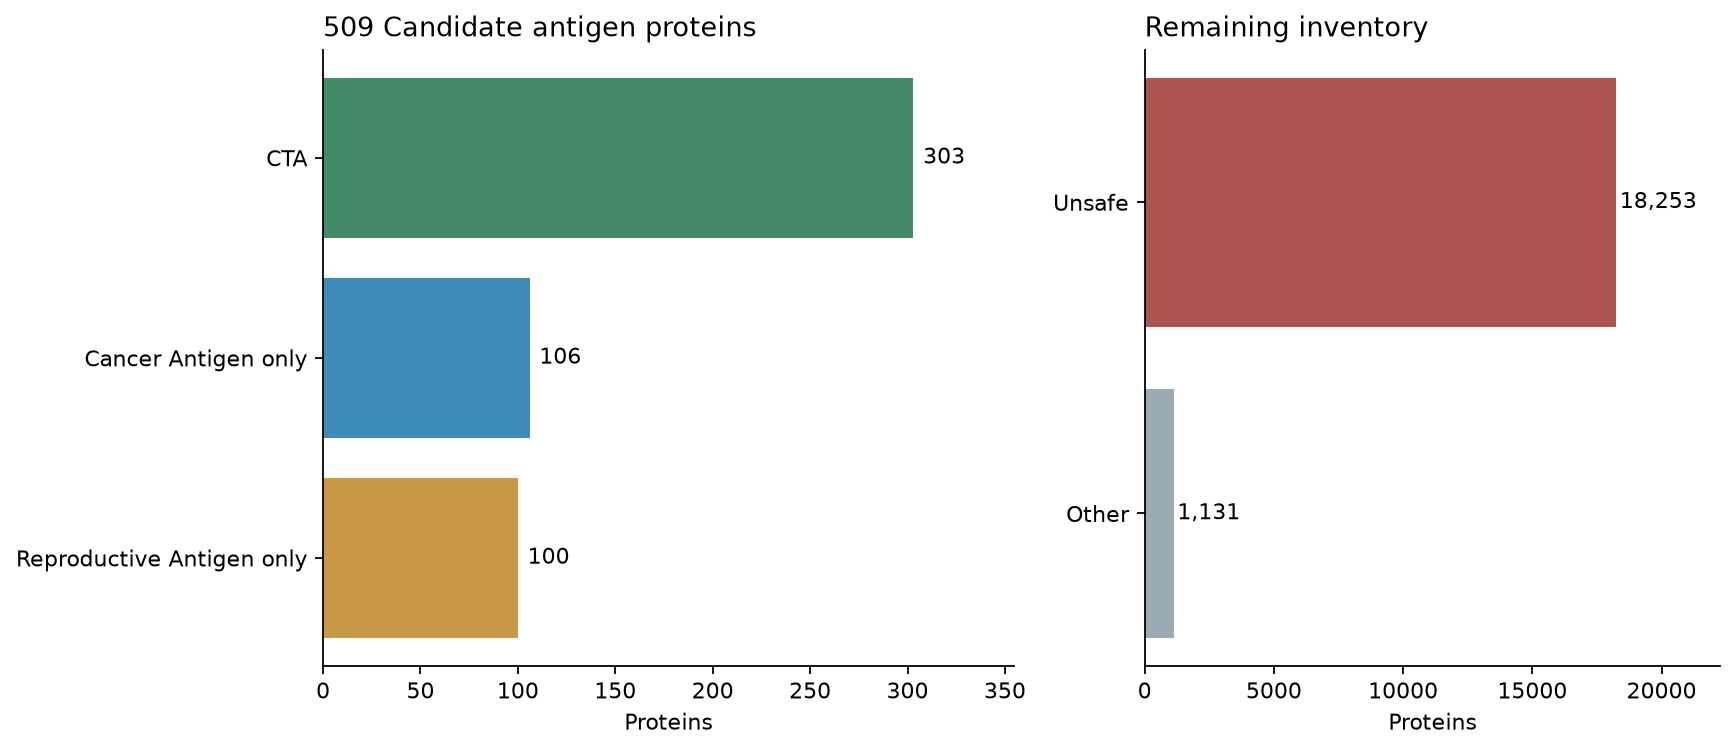 509 Candidate antigen proteins
CTA
303
Cancer Antigen only
106
Reproductive Antigen only
100
0 50 100 150 200 250 300 350
Proteins
Remaining inventory
Unsafe
18,253
Other
1,131
0 5000 10000 15000 20000
Proteins